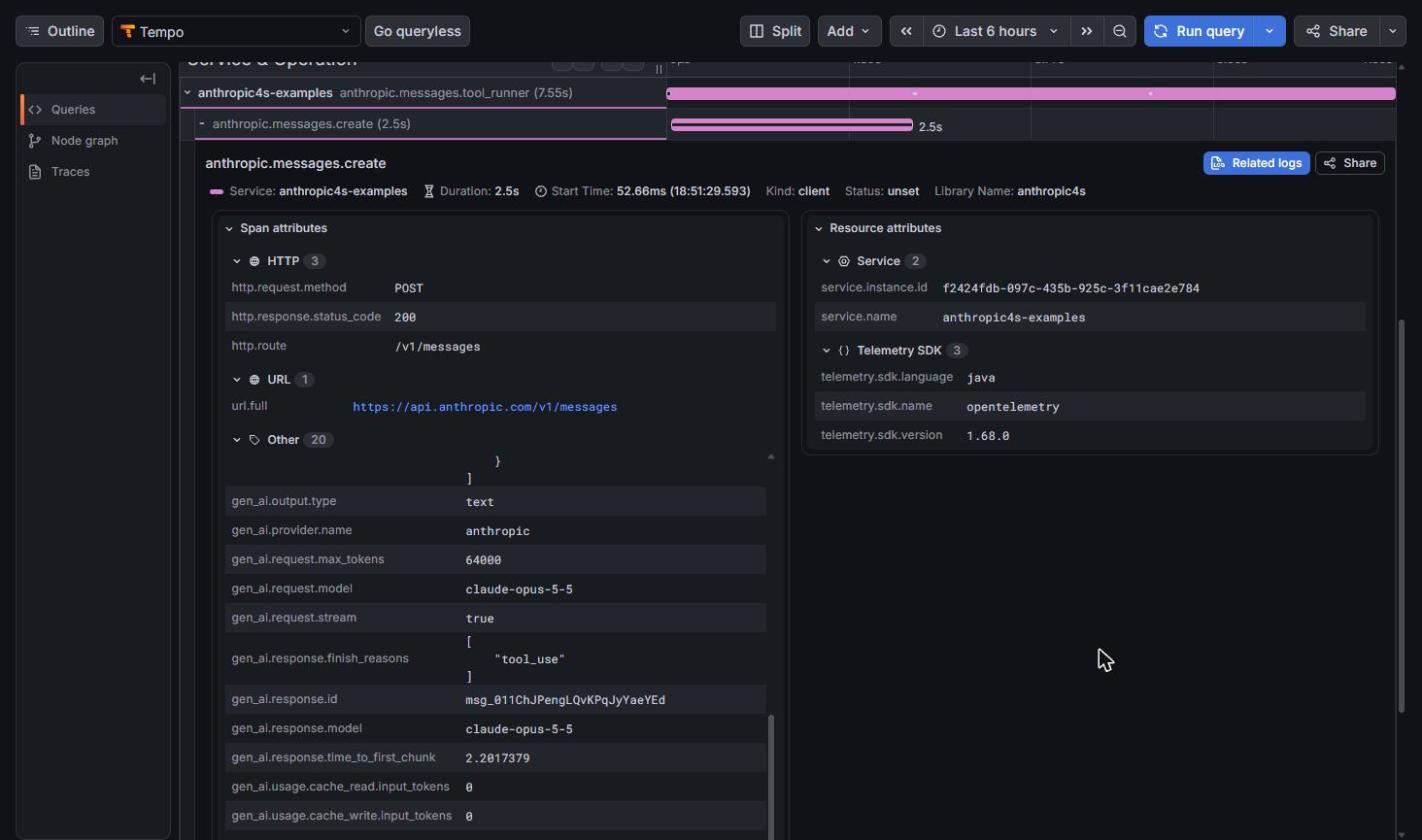 Outline
Tempo
Go queryless
Split
Add
Last 6 hours
Run query
Share
Queries
Node graph
Traces
Service & Operation
anthropic4s-examples anthropic.messages.tool_runner (7.55s)
anthropic.messages.create (2.5s)
2.5s
anthropic.messages.create
Related logs
Share
Service: anthropic4s-examples Duration: 2.5s Start Time: 52.66ms (18:51:29.593) Kind: client Status: unset Library Name: anthropic4s
Span attributes
HTTP 3
http.request.method POST
http.response.status_code 200
http.route /v1/messages
URL 1
url.full https://api.anthropic.com/v1/messages
Other 20
}
]
gen_ai.output.type text
gen_ai.provider.name anthropic
gen_ai.request.max_tokens 64000
gen_ai.request.model claude-opus-5-5
gen_ai.request.stream true
[
gen_ai.response.finish_reasons "tool_use"
]
gen_ai.response.id msg_011ChJPengLQvKPqJyYaeYEd
gen_ai.response.model claude-opus-5-5
gen_ai.response.time_to_first_chunk 2.2017379
gen_ai.usage.cache_read.input_tokens 0
gen_ai.usage.cache_write.input_tokens 0
Resource attributes
Service 2
service.instance.id f2424fdb-097c-435b-925c-3f11cae2e784
service.name anthropic4s-examples
Telemetry SDK 3
telemetry.sdk.language java
telemetry.sdk.name opentelemetry
telemetry.sdk.version 1.68.0